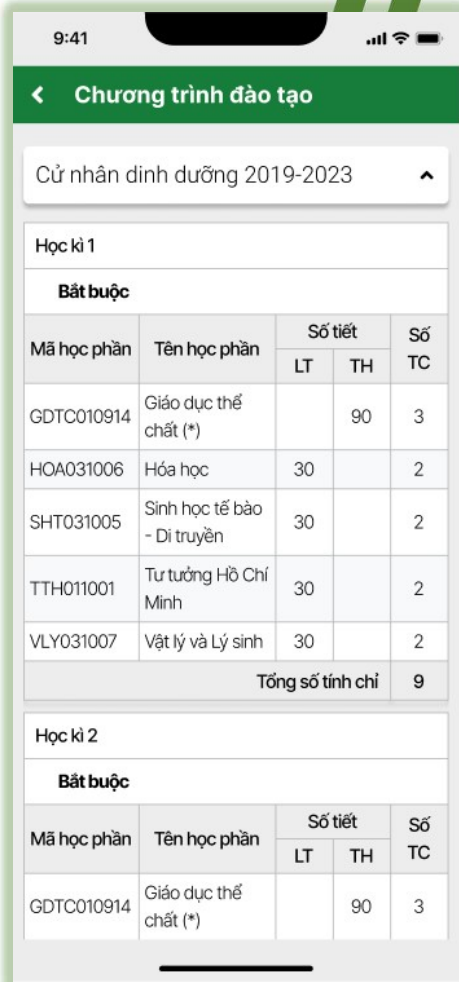 9:41
Chương trình đào tạo
Cử nhân dinh dưỡng 2019-2023
Học kì 1
Bắt buộc
Mã học phần Tên học phần Số tiết Số TC
LT TH
GDTC010914 Giáo dục thể chất (*) 90 3
HOA031006 Hóa học 30 2
SHT031005 Sinh học tế bào - Di truyền 30 2
TTH011001 Tư tưởng Hồ Chí Minh 30 2
VLY031007 Vật lý và Lý sinh 30 2
Tổng số tính chỉ 9
Học kì 2
Bắt buộc
Mã học phần Tên học phần Số tiết Số TC
LT TH
GDTC010914 Giáo dục thể chất (*) 90 3